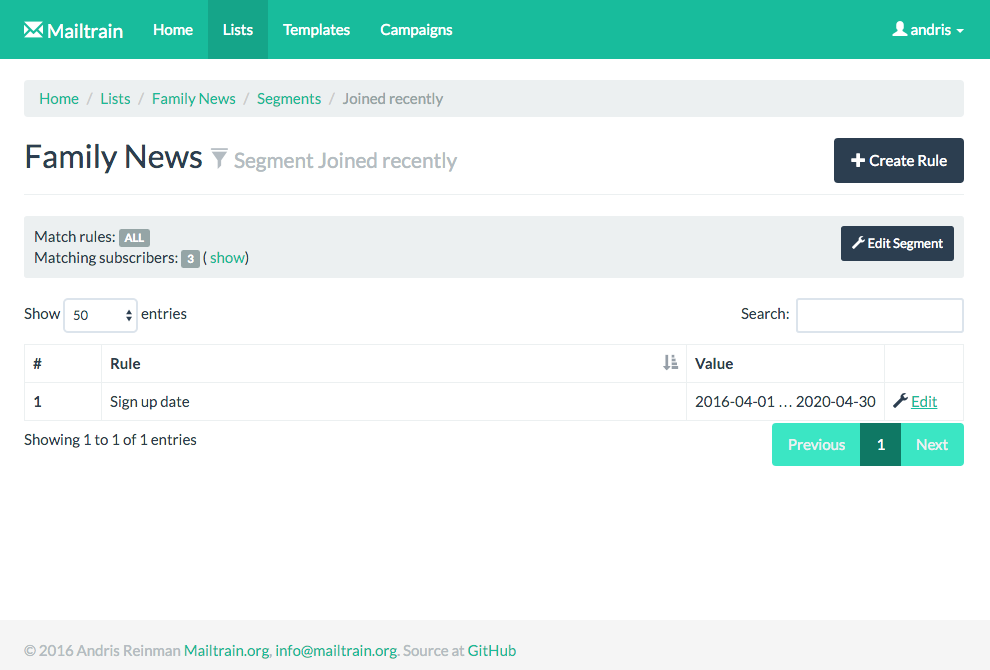 Mailtrain Home Lists Templates Campaigns andris
Home / Lists / Family News / Segments / Joined recently
Family News Segment Joined recently Create Rule
Match rules: ALL
Matching subscribers: 3 ( show)
Edit Segment
Show 50 entries Search:
# Rule Value
1 Sign up date 2016-04-01 … 2020-04-30 Edit
Showing 1 to 1 of 1 entries
Previous 1 Next
© 2016 Andris Reinman Mailtrain.org, info@mailtrain.org. Source at GitHub